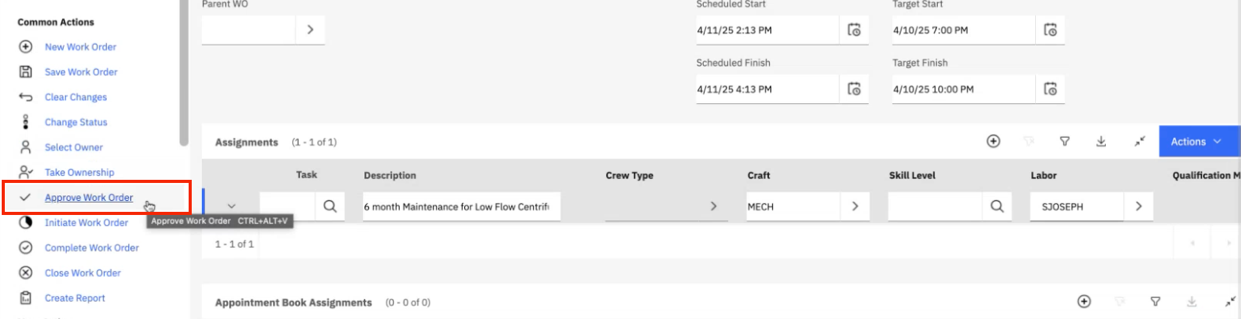 Common Actions
New Work Order
Save Work Order
Clear Changes
Change Status
Select Owner
Take Ownership
Approve Work Order
Approve Work Order CTRL+ALT+V
Initiate Work Order
Complete Work Order
Close Work Order
Create Report
Parent WO
Scheduled Start
Target Start
4/11/25 2:13 PM
4/10/25 7:00 PM
Scheduled Finish
Target Finish
4/11/25 4:13 PM
4/10/25 10:00 PM
Assignments (1 - 1 of 1)
Actions
Task Description Crew Type Craft Skill Level Labor Qualification M
6 month Maintenance for Low Flow Centrif MECH SJOSEPH
1 - 1 of 1
Appointment Book Assignments (0 - 0 of 0)